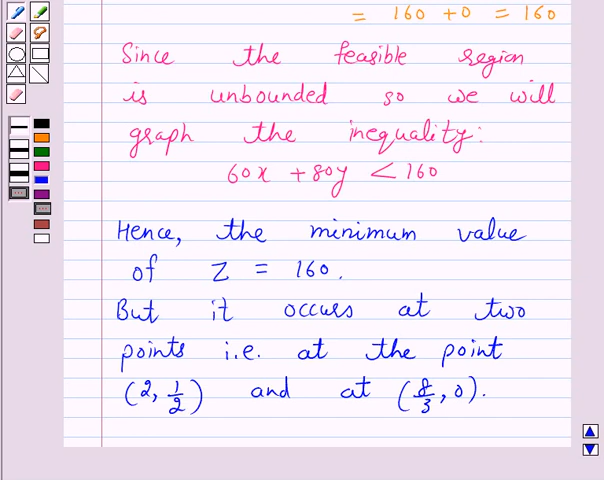 = 160 + 0 = 160
Since the feasible region
is unbounded so we will
graph the inequality:
60x + 80y < 160
Hence, the minimum value
of Z = 160.
But it occurs at two
points i.e. at the point
(2, 1/2) and at (8/3, 0).